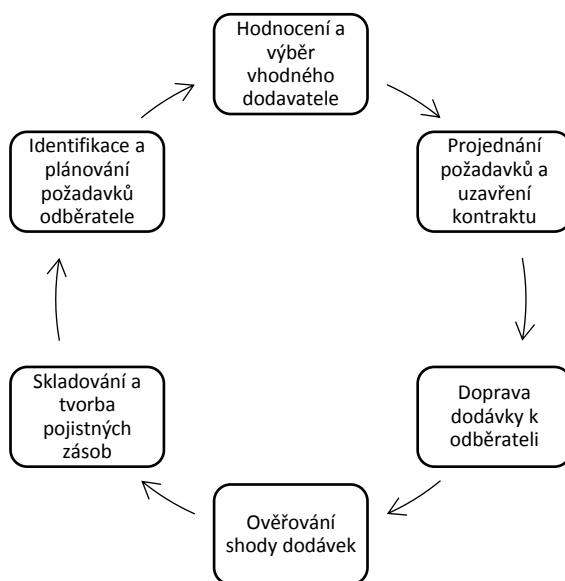 Hodnocení a
výběr
vhodného
dodavatele
Projednání
požadavků a
uzavření
kontraktu
Doprava
dodávky k
odběrateli
Ověřování
shody dodávek
Skladování a
tvorba
pojistných
zásob
Identifikace a
plánování
požadavků
odběratele